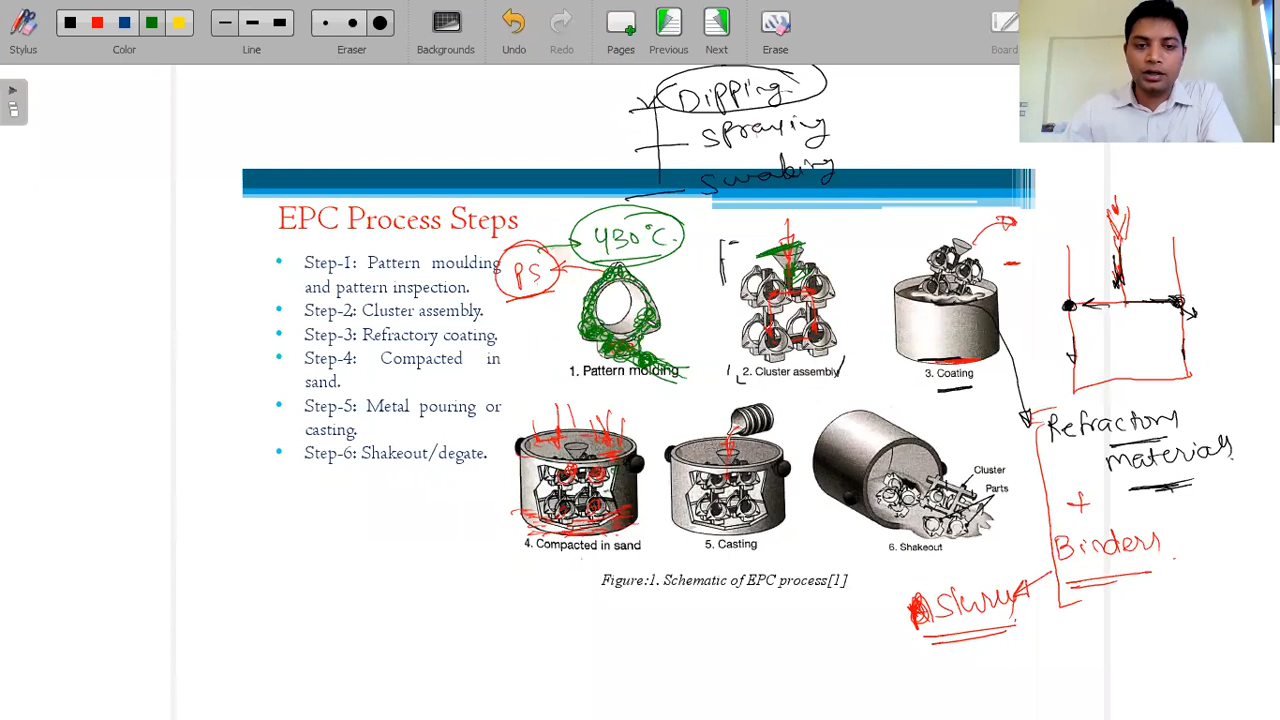 Stylus
Color
Line
Eraser
Backgrounds
Undo
Redo
Pages
Previous
Next
Erase
Board
Dipping
Spraying
Swabing
EPC Process Steps
430°C.
PS
Step-1: Pattern moulding
and pattern inspection.
Step-2: Cluster assembly.
Step-3: Refractory coating.
Step-4: Compacted in
sand.
Step-5: Metal pouring or
casting.
Step-6: Shakeout/degate.
1. Pattern molding
2. Cluster assembly
3. Coating
Refractory
materials
+
Binders
Slurry
Cluster
Parts
4. Compacted in sand
5. Casting
6. Shakeout
Figure:1. Schematic of EPC process[1]